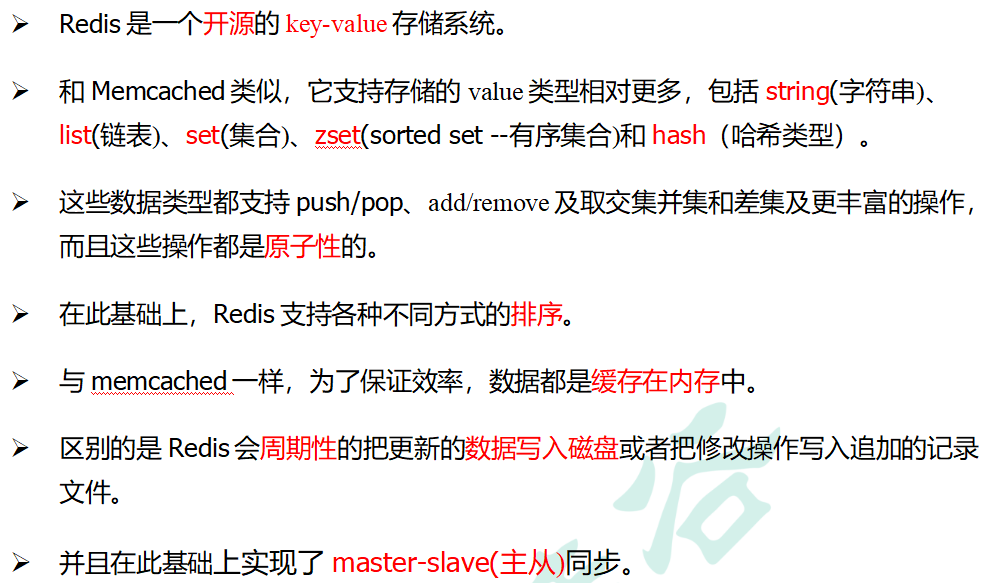 ➢ Redis 是一个开源的 key-value 存储系统。
➢ 和 Memcached 类似，它支持存储的 value 类型相对更多，包括 string(字符串)、
list(链表)、set(集合)、zset(sorted set --有序集合)和 hash（哈希类型）。
➢ 这些数据类型都支持 push/pop、add/remove 及取交集并集和差集及更丰富的操作，
而且这些操作都是原子性的。
➢ 在此基础上，Redis 支持各种不同方式的排序。
➢ 与 memcached 一样，为了保证效率，数据都是缓存在内存中。
➢ 区别的是 Redis 会周期性的把更新的数据写入磁盘或者把修改操作写入追加的记录
文件。
➢ 并且在此基础上实现了 master-slave(主从)同步。
谷